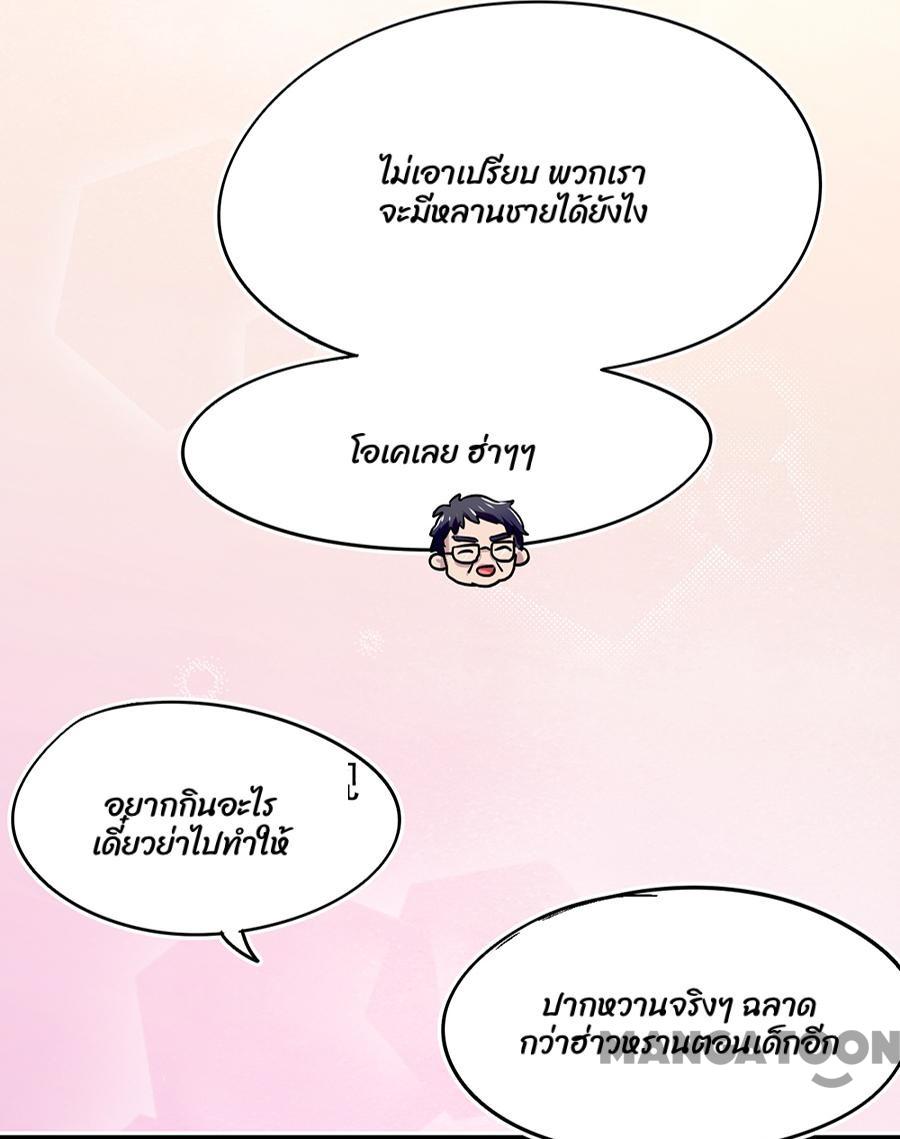 ไม่เอาเปรียบ พวกเรา
จะมีหลานชายได้ยังไง
โอเคเลย ฮ่าๆๆ
อยากกินอะไร
เดี๋ยวย่าไปทำให้
ปากหวานจริงๆ ฉลาด
กว่าฮ่าวหรานตอนเด็กอีก
MANGATOON